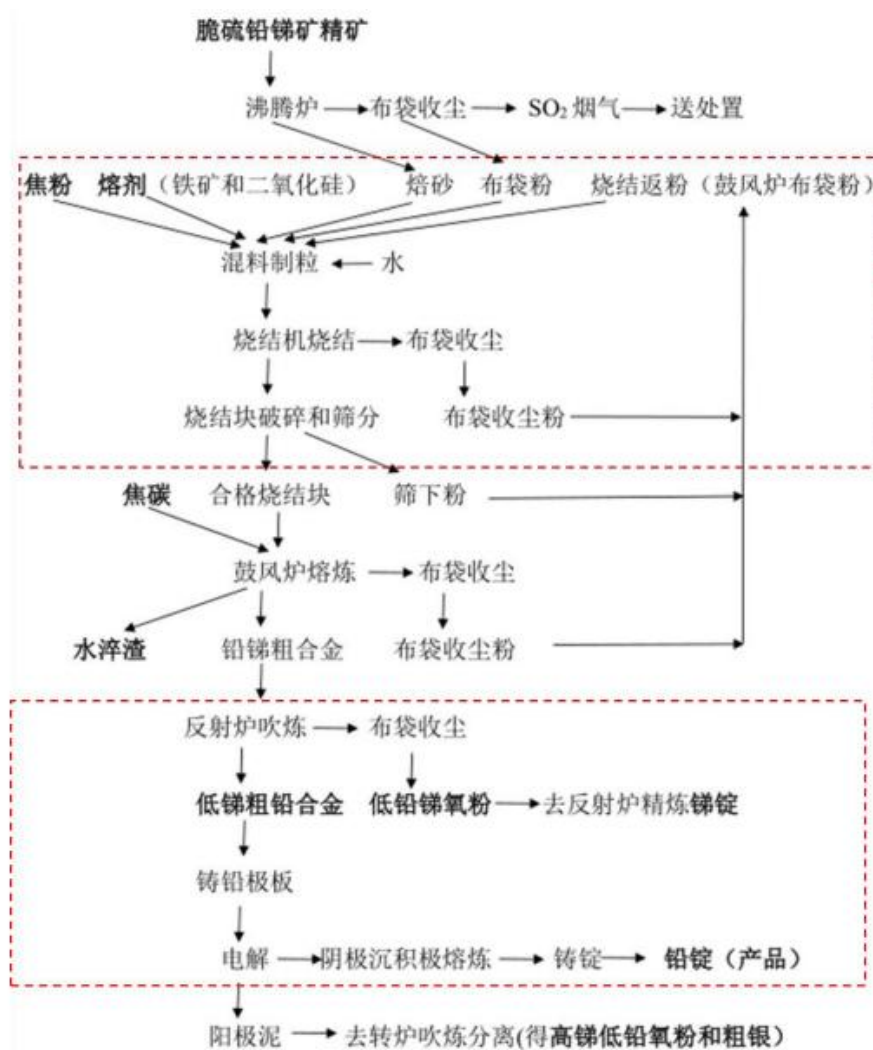 脆硫铅锑矿精矿
沸腾炉 布袋收尘 SO₂ 烟气 送处置
焦粉 熔剂（铁矿和二氧化硅） 焙砂 布袋粉 烧结返粉（鼓风炉布袋粉）
混料制粒 水
烧结机烧结 布袋收尘
烧结块破碎和筛分 布袋收尘粉
焦碳 合格烧结块 筛下粉
鼓风炉熔炼 布袋收尘
水淬渣 铅锑粗合金 布袋收尘粉
反射炉吹炼 布袋收尘
低锑粗铅合金 低铅锑氧粉 去反射炉精炼锑锭
铸铅极板
电解 阴极沉积极熔炼 铸锭 铅锭（产品）
阳极泥 去转炉吹炼分离(得高锑低铅氧粉和粗银）